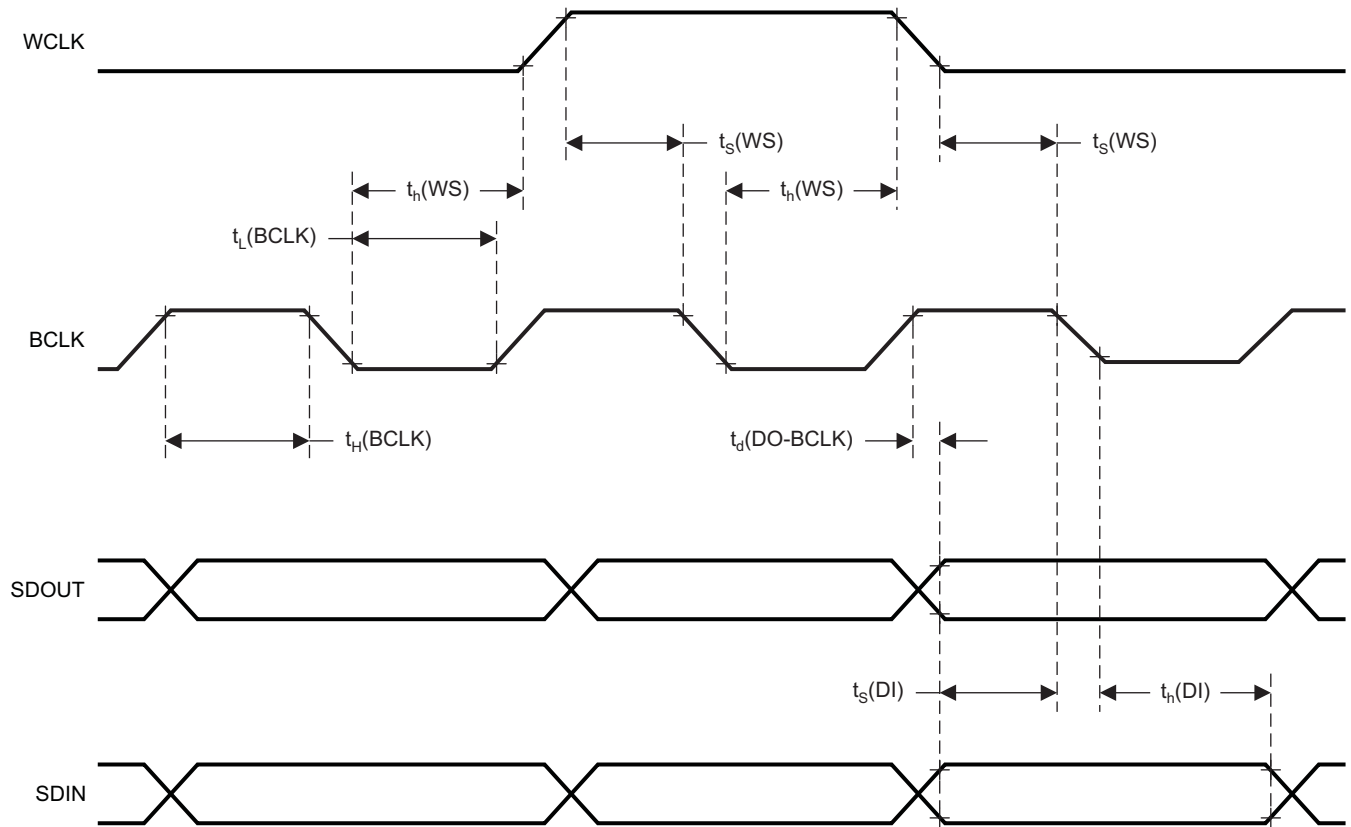 WCLK
tS(WS)
tS(WS)
th(WS)
th(WS)
tL(BCLK)
BCLK
tH(BCLK)
td(DO-BCLK)
SDOUT
tS(DI)
th(DI)
SDIN